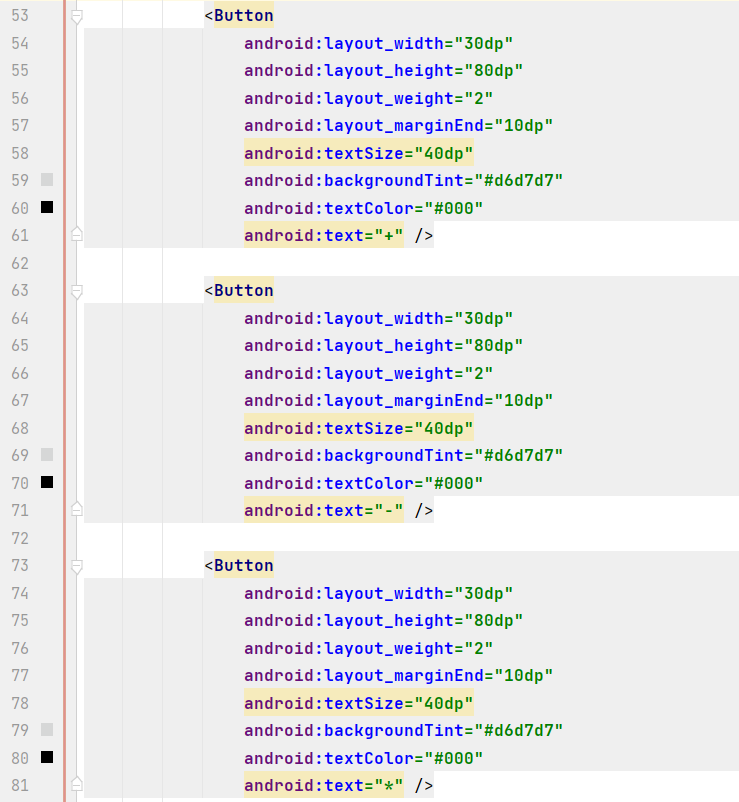 53 <Button
54 android:layout_width="30dp"
55 android:layout_height="80dp"
56 android:layout_weight="2"
57 android:layout_marginEnd="10dp"
58 android:textSize="40dp"
59 android:backgroundTint="#d6d7d7"
60 android:textColor="#000"
61 android:text="+" />
62
63 <Button
64 android:layout_width="30dp"
65 android:layout_height="80dp"
66 android:layout_weight="2"
67 android:layout_marginEnd="10dp"
68 android:textSize="40dp"
69 android:backgroundTint="#d6d7d7"
70 android:textColor="#000"
71 android:text="-" />
72
73 <Button
74 android:layout_width="30dp"
75 android:layout_height="80dp"
76 android:layout_weight="2"
77 android:layout_marginEnd="10dp"
78 android:textSize="40dp"
79 android:backgroundTint="#d6d7d7"
80 android:textColor="#000"
81 android:text="*" />